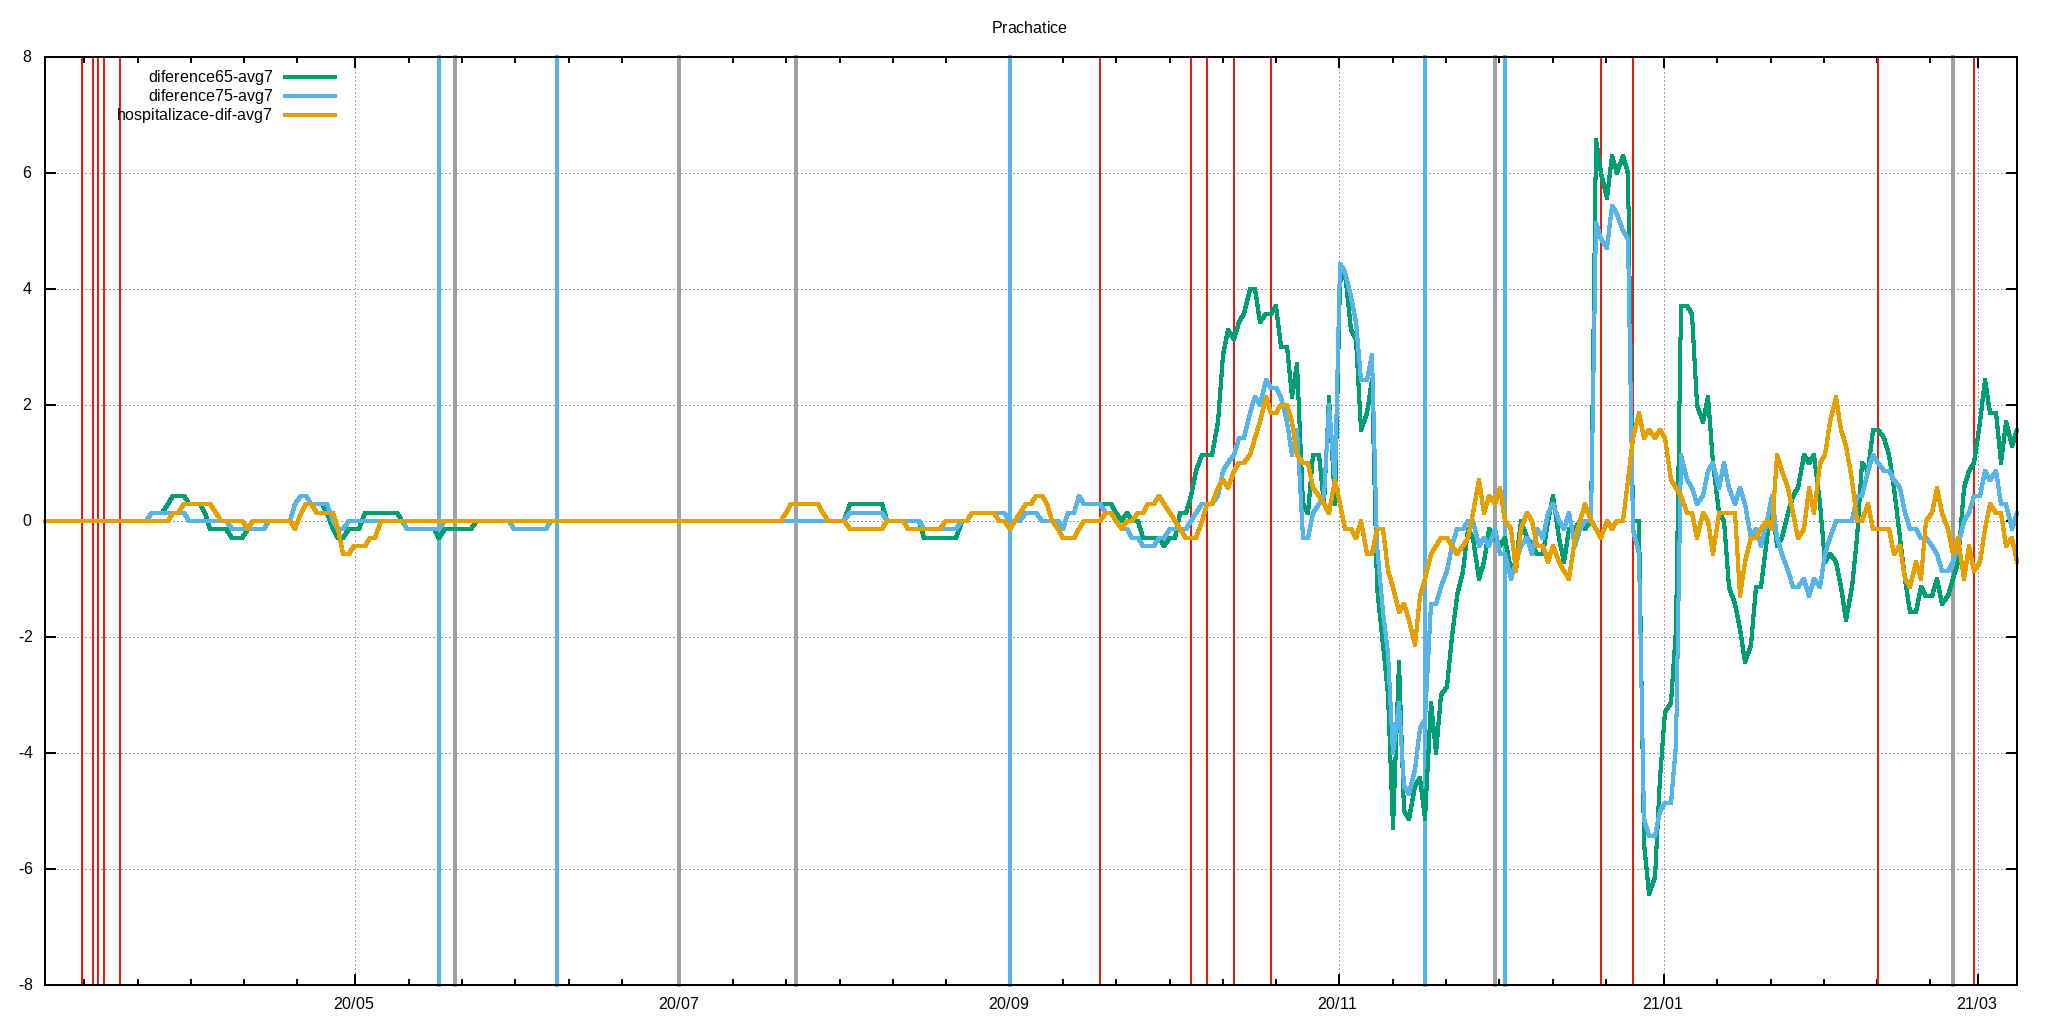 Prachatice
8
diference65-avg7
diference75-avg7
hospitalizace-dif-avg7
6
4
2
0
-2
-4
-6
-8
20/05 20/07 20/09 20/11 21/01 21/03